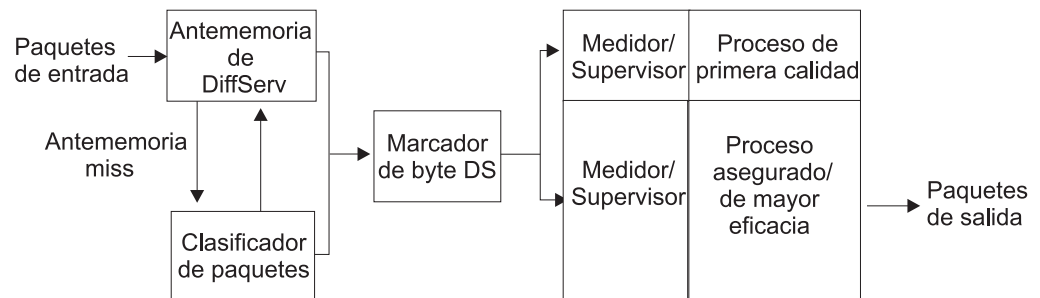 Paquetes
de entrada
Antememoria
de
DiffServ
Antememoria
miss
Clasificador
de paquetes
Marcador
de byte DS
Medidor/
Supervisor
Proceso de
primera calidad
Medidor/
Supervisor
Proceso
asegurado/
de mayor
eficacia
Paquetes
de salida